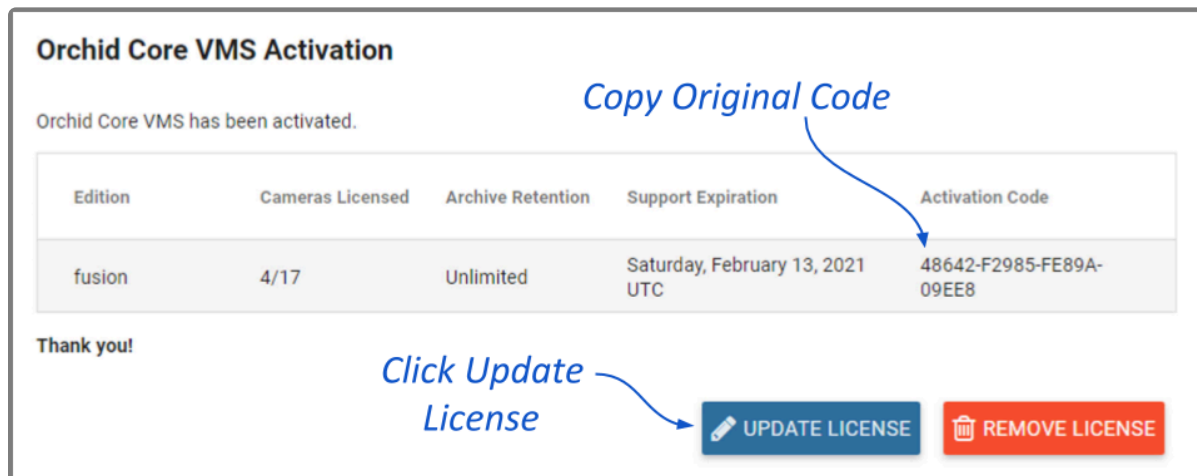 Orchid Core VMS Activation
Copy Original Code
Orchid Core VMS has been activated.
Edition Cameras Licensed Archive Retention Support Expiration Activation Code
fusion 4/17 Unlimited Saturday, February 13, 2021 48642-F2985-FE89A-
UTC 09EE8
Thank you!
Click Update
License
UPDATE LICENSE REMOVE LICENSE